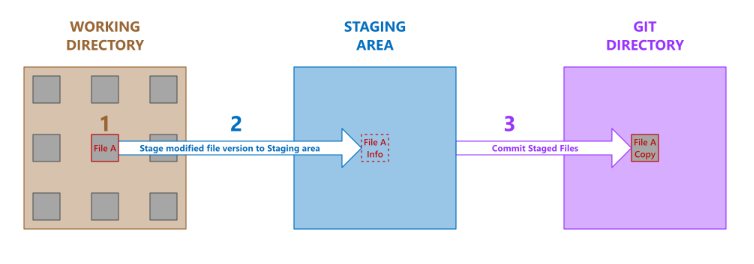 WORKING
DIRECTORY
STAGING
AREA
GIT
DIRECTORY
1
2
3
File A
Stage modified file version to Staging area
File A
Info
Commit Staged Files
File A
Copy